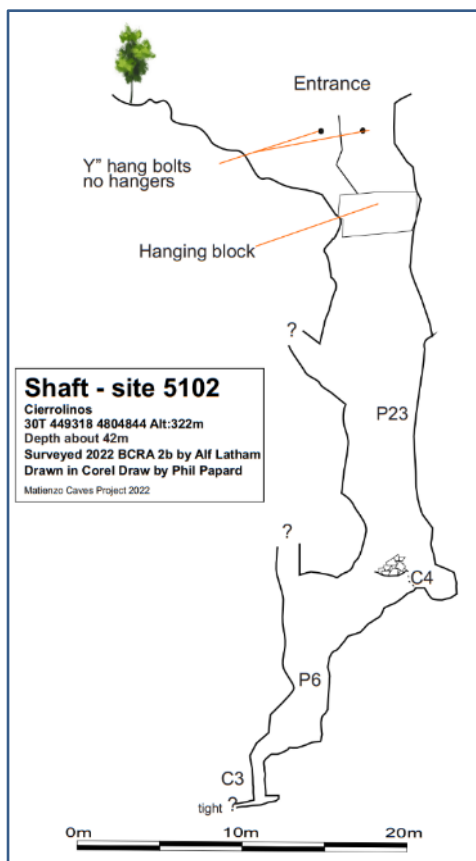 Entrance
Y" hang bolts
no hangers
Hanging block
?
Shaft - site 5102
Cierrolinos
30T 449318 4804844 Alt:322m
Depth about 42m
Surveyed 2022 BCRA 2b by Alf Latham
Drawn in Corel Draw by Phil Papard
Matienzo Caves Project 2022
P23
?
C4
P6
C3
tight ?
0m 10m 20m